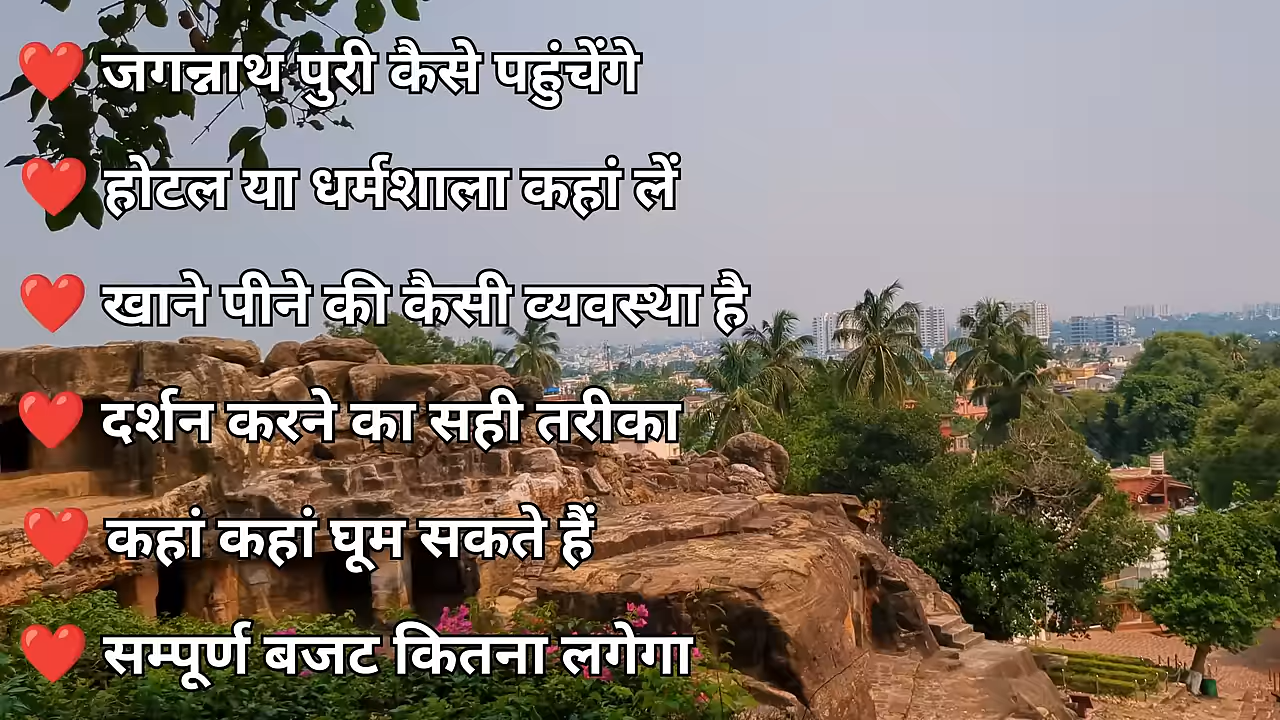 ❤️ जगन्नाथ पुरी कैसे पहुंचेंगे
❤️ होटल या धर्मशाला कहां लें
❤️ खाने पीने की कैसी व्यवस्था है
❤️ दर्शन करने का सही तरीका
❤️ कहां कहां घूम सकते हैं
❤️ सम्पूर्ण बजट कितना लगेगा